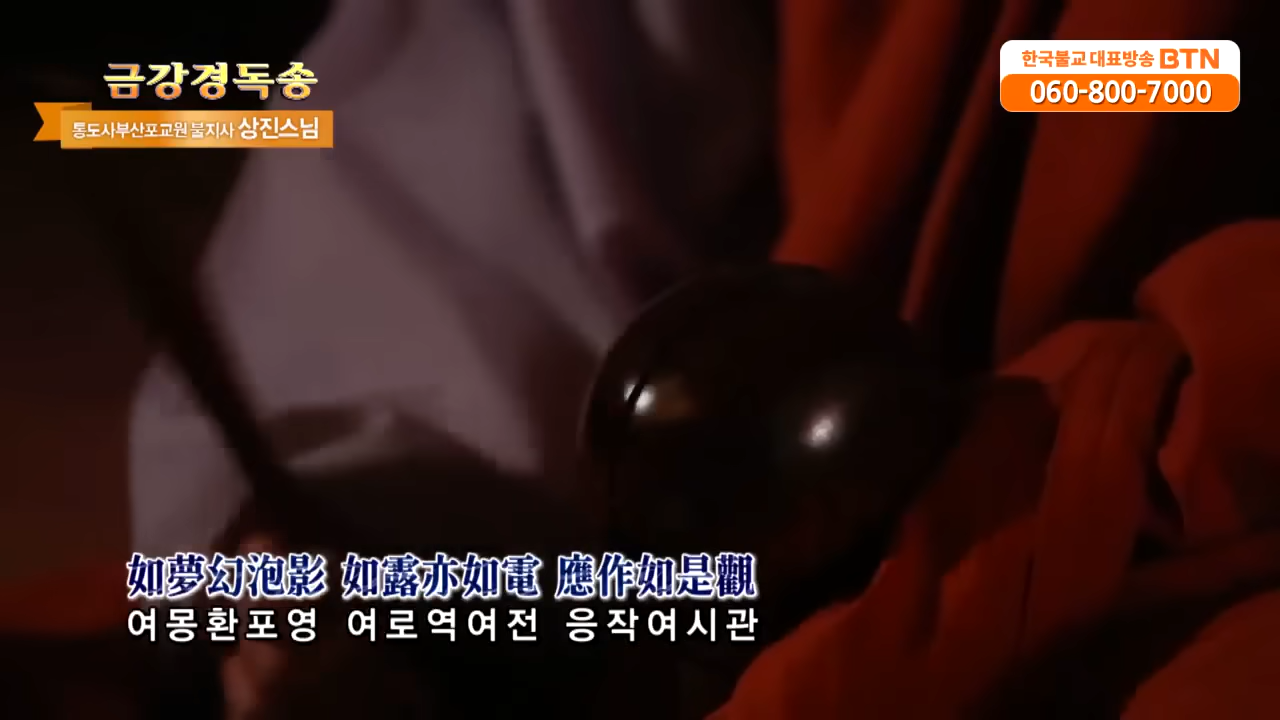 금강경독송
통도사부산포교원 불지사 상진스님
한국불교 대표방송 BTN
060-800-7000
如夢幻泡影 如露亦如電 應作如是觀
여몽환포영 여로역여전 응작여시관